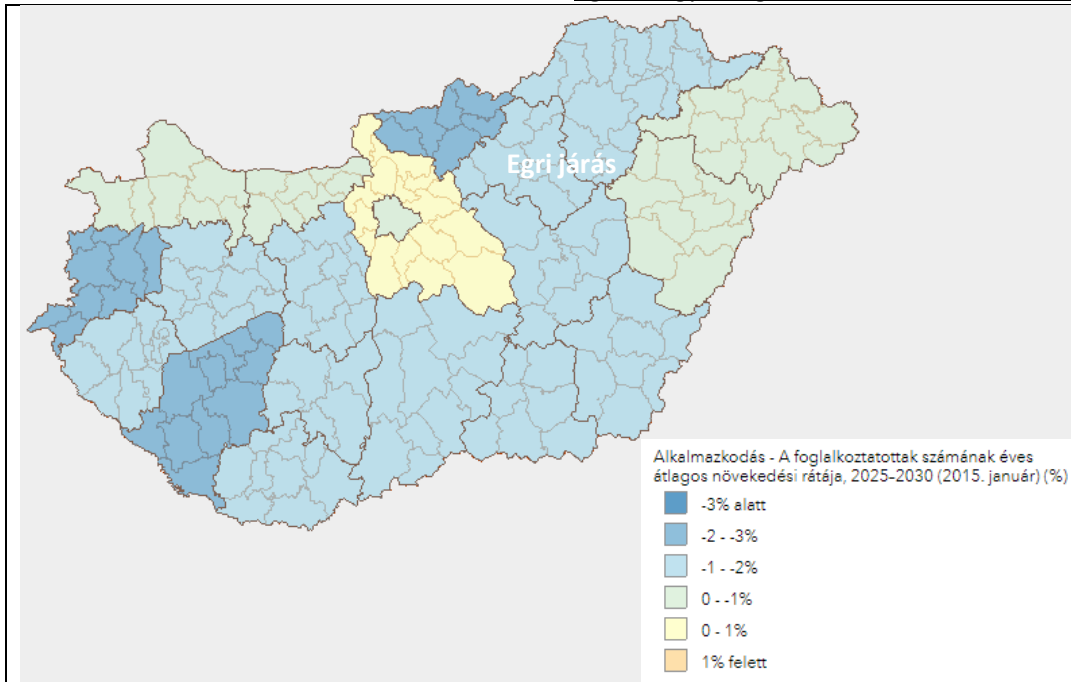 Egri járás
Alkalmazkodás - A foglalkoztatottak számának éves
átlagos növekedési rátája, 2025-2030 (2015. január) (%)
-3% alatt
-2 - -3%
-1 - -2%
0 - -1%
0 - 1%
1% felett